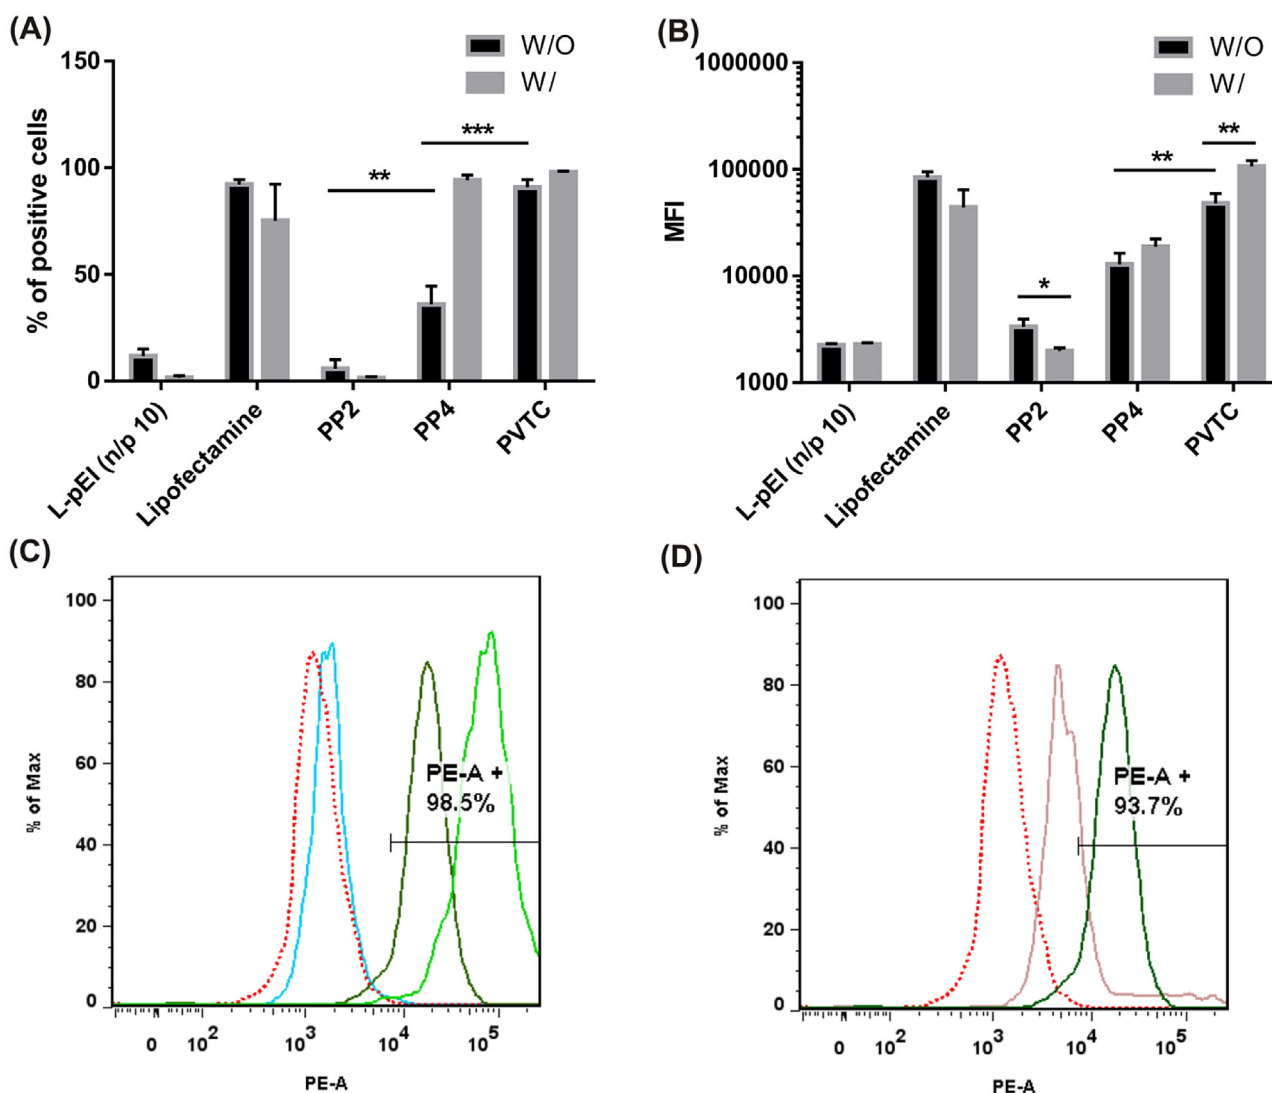 (A)
W/O
W/
150
100
50
0
% of positive cells
***
**
L-pEI (n/p 10)
Lipofectamine
PP2
PP4
PVTC
(B)
W/O
W/
1000000
100000
10000
1000
MFI
**
**
*
L-pEI (n/p 10)
Lipofectamine
PP2
PP4
PVTC
(C)
100
80
60
40
20
0
% of Max
PE-A +
98.5%
0 10² 10³ 10⁴ 10⁵
PE-A
(D)
100
80
60
40
20
0
% of Max
PE-A +
93.7%
0 10² 10³ 10⁴ 10⁵
PE-A